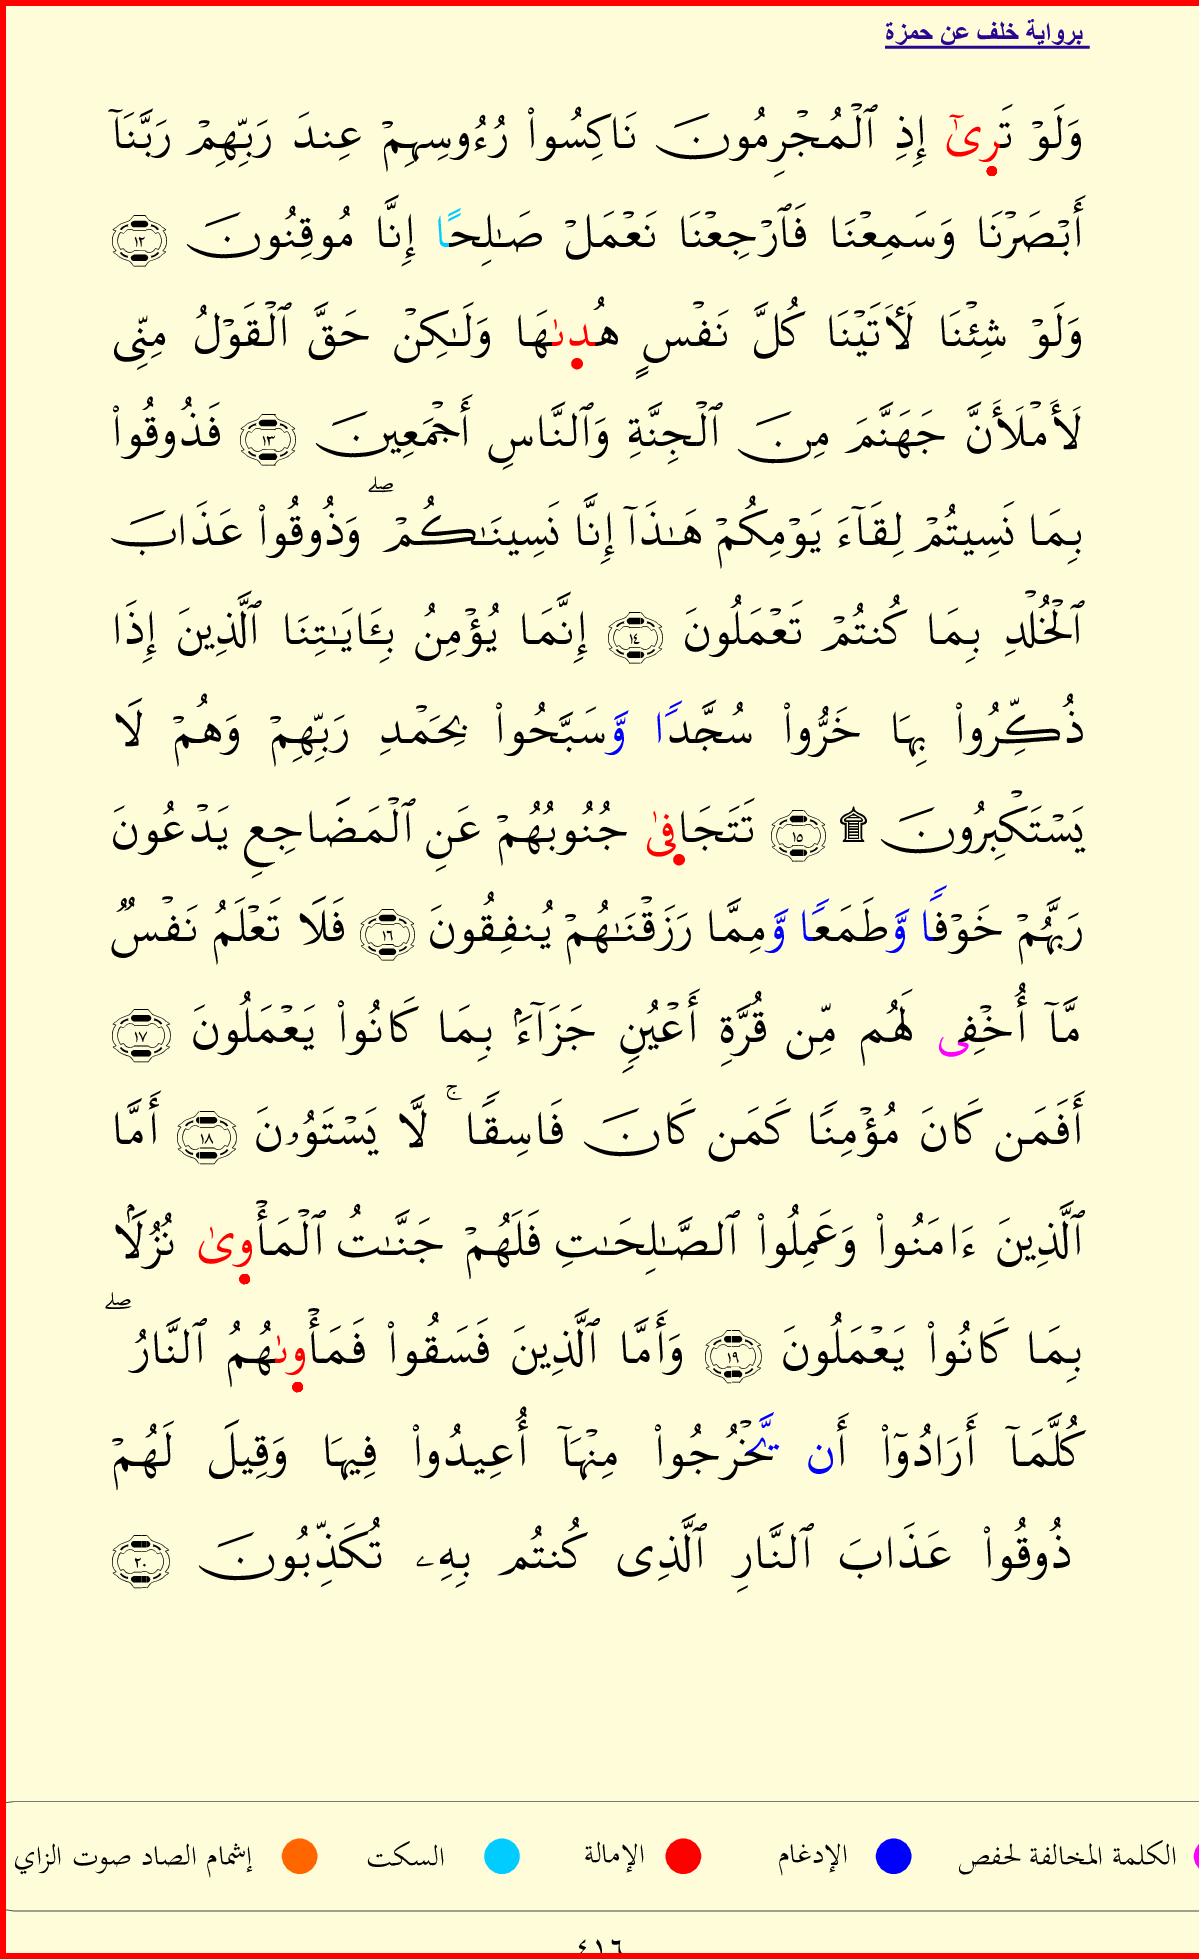 برواية خلف عن حمزة
وَلَوْ تَرِىٰٓ إِذِ ٱلْمُجْرِمُونَ نَاكِسُوا۟ رُءُوسِهِمْ عِندَ رَبِّهِمْ رَبَّنَآ
أَبْصَرْنَا وَسَمِعْنَا فَٱرْجِعْنَا نَعْمَلْ صَـٰلِحًا إِنَّا مُوقِنُونَ ١٢
وَلَوْ شِئْنَا لَـَٔاتَيْنَا كُلَّ نَفْسٍ هُدِىٰهَا وَلَـٰكِنْ حَقَّ ٱلْقَوْلُ مِنِّى
لَأَمْلَأَنَّ جَهَنَّمَ مِنَ ٱلْجِنَّةِ وَٱلنَّاسِ أَجْمَعِينَ ١٣ فَذُوقُوا۟
بِمَا نَسِيتُمْ لِقَآءَ يَوْمِكُمْ هَـٰذَآ إِنَّا نَسِينَـٰكُمْ ۖ وَذُوقُوا۟ عَذَابَ
ٱلْخُلْدِ بِمَا كُنتُمْ تَعْمَلُونَ ١٤ إِنَّمَا يُؤْمِنُ بِـَٔايَـٰتِنَا ٱلَّذِينَ إِذَا
ذُكِّرُوا۟ بِهَا خَرُّوا۟ سُجَّدًا وَّسَبَّحُوا۟ بِحَمْدِ رَبِّهِمْ وَهُمْ لَا
يَسْتَكْبِرُونَ ۩ ١٥ تَتَجَافِىٰ جُنُوبُهُمْ عَنِ ٱلْمَضَاجِعِ يَدْعُونَ
رَبَّهُمْ خَوْفًا وَّطَمَعًا وَّمِمَّا رَزَقْنَـٰهُمْ يُنفِقُونَ ١٦ فَلَا تَعْلَمُ نَفْسٌ
مَّآ أُخْفِى لَهُم مِّن قُرَّةِ أَعْيُنٍ جَزَآءًۢ بِمَا كَانُوا۟ يَعْمَلُونَ ١٧
أَفَمَن كَانَ مُؤْمِنًا كَمَن كَانَ فَاسِقًا ۚ لَّا يَسْتَوُۥنَ ١٨ أَمَّا
ٱلَّذِينَ ءَامَنُوا۟ وَعَمِلُوا۟ ٱلصَّـٰلِحَـٰتِ فَلَهُمْ جَنَّـٰتُ ٱلْمَأْوِىٰ نُزُلًۢا
بِمَا كَانُوا۟ يَعْمَلُونَ ١٩ وَأَمَّا ٱلَّذِينَ فَسَقُوا۟ فَمَأْوِىٰهُمُ ٱلنَّارُ ۖ
كُلَّمَآ أَرَادُوٓا۟ أَن يَّخْرُجُوا۟ مِنْهَآ أُعِيدُوا۟ فِيهَا وَقِيلَ لَهُمْ
ذُوقُوا۟ عَذَابَ ٱلنَّارِ ٱلَّذِى كُنتُم بِهِۦ تُكَذِّبُونَ ٢٠
الكلمة المخالفة لحفص الإدغام الإمالة السكت إشمام الصاد صوت الزاي
٤١٦